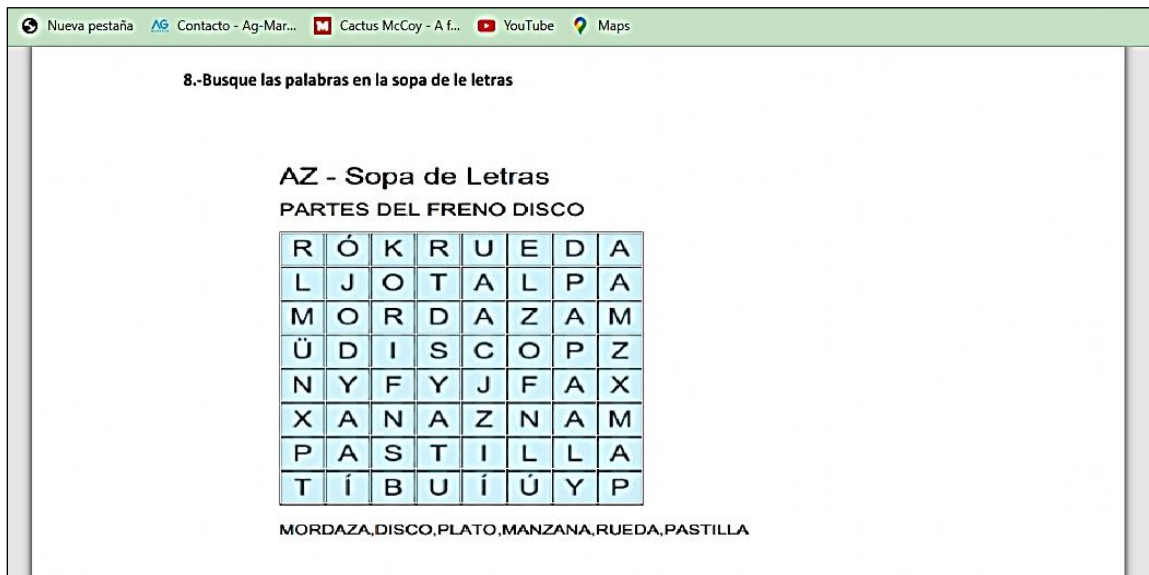 Nueva pestaña AG Contacto - Ag-Mar... Cactus McCoy - A f... YouTube Maps
8.-Busque las palabras en la sopa de le letras
AZ - Sopa de Letras
PARTES DEL FRENO DISCO
R Ó K R U E D A
L J O T A L P A
M O R D A Z A M
Ü D I S C O P Z
N Y F Y J F A X
X A N A Z N A M
P A S T I L L A
T Í B U Í Ú Y P
MORDAZA,DISCO,PLATO,MANZANA,RUEDA,PASTILLA